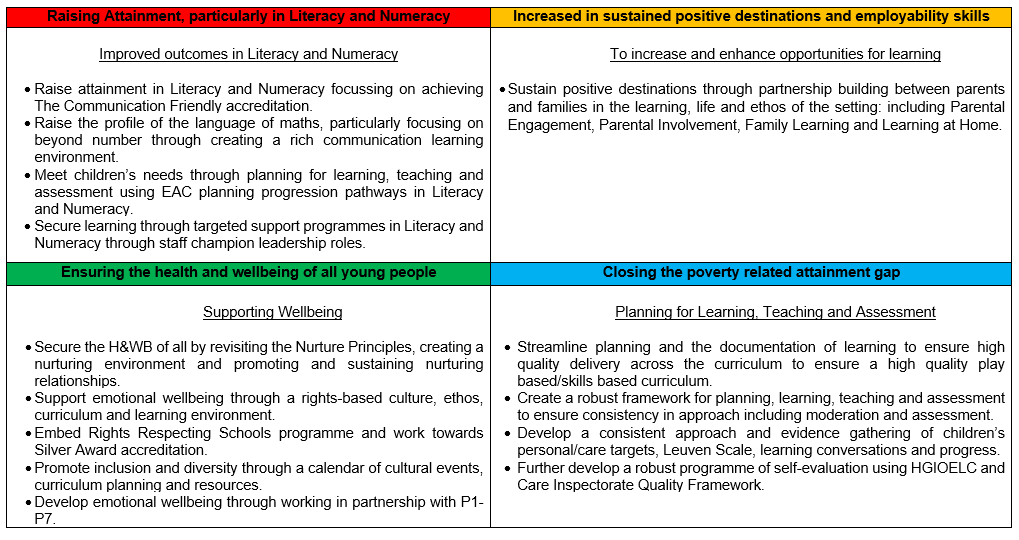 Raising Attainment, particularly in Literacy and Numeracy
Improved outcomes in Literacy and Numeracy
• Raise attainment in Literacy and Numeracy focussing on achieving
The Communication Friendly accreditation.
• Raise the profile of the language of maths, particularly focusing on
beyond number through creating a rich communication learning
environment.
• Meet children's needs through planning for learning, teaching and
assessment using EAC planning progression pathways in Literacy
and Numeracy.
• Secure learning through targeted support programmes in Literacy and
Numeracy through staff champion leadership roles.
Increased in sustained positive destinations and employability skills
To increase and enhance opportunities for learning
• Sustain positive destinations through partnership building between parents
and families in the learning, life and ethos of the setting: including Parental
Engagement, Parental Involvement, Family Learning and Learning at Home.
Ensuring the health and wellbeing of all young people
Supporting Wellbeing
• Secure the H&WB of all by revisiting the Nurture Principles, creating a
nurturing environment and promoting and sustaining nurturing
relationships.
• Support emotional wellbeing through a rights-based culture, ethos,
curriculum and learning environment.
• Embed Rights Respecting Schools programme and work towards
Silver Award accreditation.
• Promote inclusion and diversity through a calendar of cultural events,
curriculum planning and resources.
• Develop emotional wellbeing through working in partnership with P1-
P7.
Closing the poverty related attainment gap
Planning for Learning, Teaching and Assessment
• Streamline planning and the documentation of learning to ensure high
quality delivery across the curriculum to ensure a high quality play
based/skills based curriculum.
• Create a robust framework for planning, learning, teaching and assessment
to ensure consistency in approach including moderation and assessment.
• Develop a consistent approach and evidence gathering of children's
personal/care targets, Leuven Scale, learning conversations and progress.
• Further develop a robust programme of self-evaluation using HGIOELC and
Care Inspectorate Quality Framework.